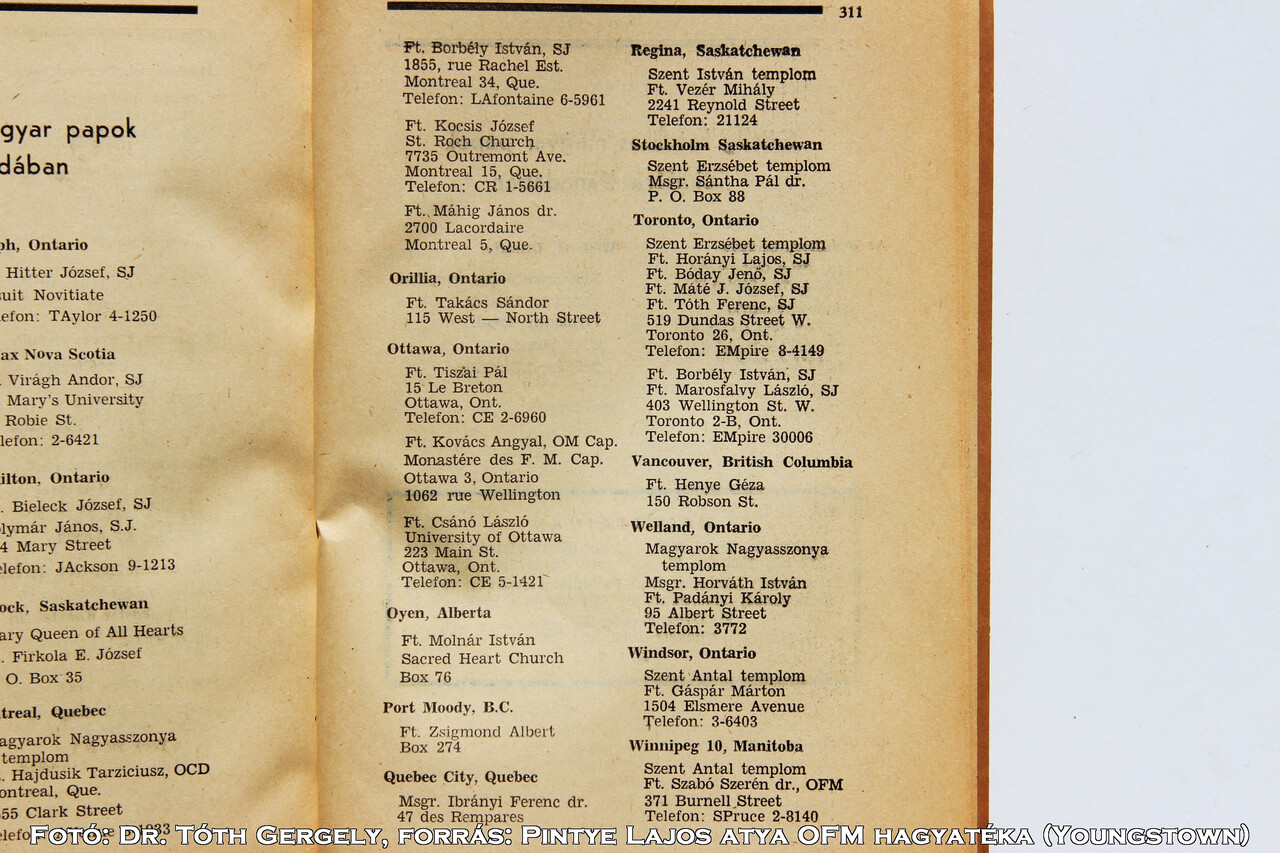 papok
Ontario
Hitter József, SJ
Novitiate
TAylor 4-1250
Nova Scotia
Virágh Andor, SJ
Mary's University
Robie St.
2-6421
Ontario
Bieleck József, SJ
János, S.J.
Mary Street
JAckson 9-1213
Saskatchewan
Queen of All Hearts
Firkola E. József
O. Box 35
Quebec
Nagyasszonya
templom
Hajdusik Tarziciusz, OCD
Que.
Clark Street
311
Ft. Borbély István, SJ
1855, rue Rachel Est.
Montreal 34, Que.
Telefon: LAfontaine 6-5961
Ft. Kocsis József
St. Roch Church
7735 Outremont Ave.
Montreal 15, Que.
Telefon: CR 1-5661
Ft. Máhig János dr.
2700 Lacordaire
Montreal 5, Que.
Orillia, Ontario
Ft. Takács Sándor
115 West — North Street
Ottawa, Ontario
Ft. Tiszai Pál
15 Le Breton
Ottawa, Ont.
Telefon: CE 2-6960
Ft. Kovács Angyal, OM Cap.
Monastére des F. M. Cap.
Ottawa 3, Ontario
1062 rue Wellington
Ft. Csánó László
University of Ottawa
223 Main St.
Ottawa, Ont.
Telefon: CE 5-1421
Oyen, Alberta
Ft. Molnár István
Sacred Heart Church
Box 76
Port Moody, B.C.
Ft. Zsigmond Albert
Box 274
Quebec City, Quebec
Msgr. Ibrányi Ferenc dr.
47 des Rempares
Regina, Saskatchewan
Szent István templom
Ft. Vezér Mihály
2241 Reynold Street
Telefon: 21124
Stockholm Saskatchewan
Szent Erzsébet templom
Msgr. Sántha Pál dr.
P. O. Box 88
Toronto, Ontario
Szent Erzsébet templom
Ft. Horányi Lajos, SJ
Ft. Bóday Jenő, SJ
Ft. Máté J. József, SJ
Ft. Tóth Ferenc, SJ
519 Dundas Street W.
Toronto 26, Ont.
Telefon: EMpire 8-4149
Ft. Borbély István, SJ
Ft. Marosfalvy László, SJ
403 Wellington St. W.
Toronto 2-B, Ont.
Telefon: EMpire 30006
Vancouver, British Columbia
Ft. Henye Géza
150 Robson St.
Welland, Ontario
Magyarok Nagyasszonya
templom
Msgr. Horváth István
Ft. Padányi Károly
95 Albert Street
Telefon: 3772
Windsor, Ontario
Szent Antal templom
Ft. Gáspár Márton
1504 Elsmere Avenue
Telefon: 3-6403
Winnipeg 10, Manitoba
Szent Antal templom
Ft. Szabó Szerén dr., OFM
371 Burnell Street
Telefon: SPruce 2-8140
Fotó: Dr. Tóth Gergely, forrás: Pintye Lajos atya OFM hagyatéka (Youngstown)